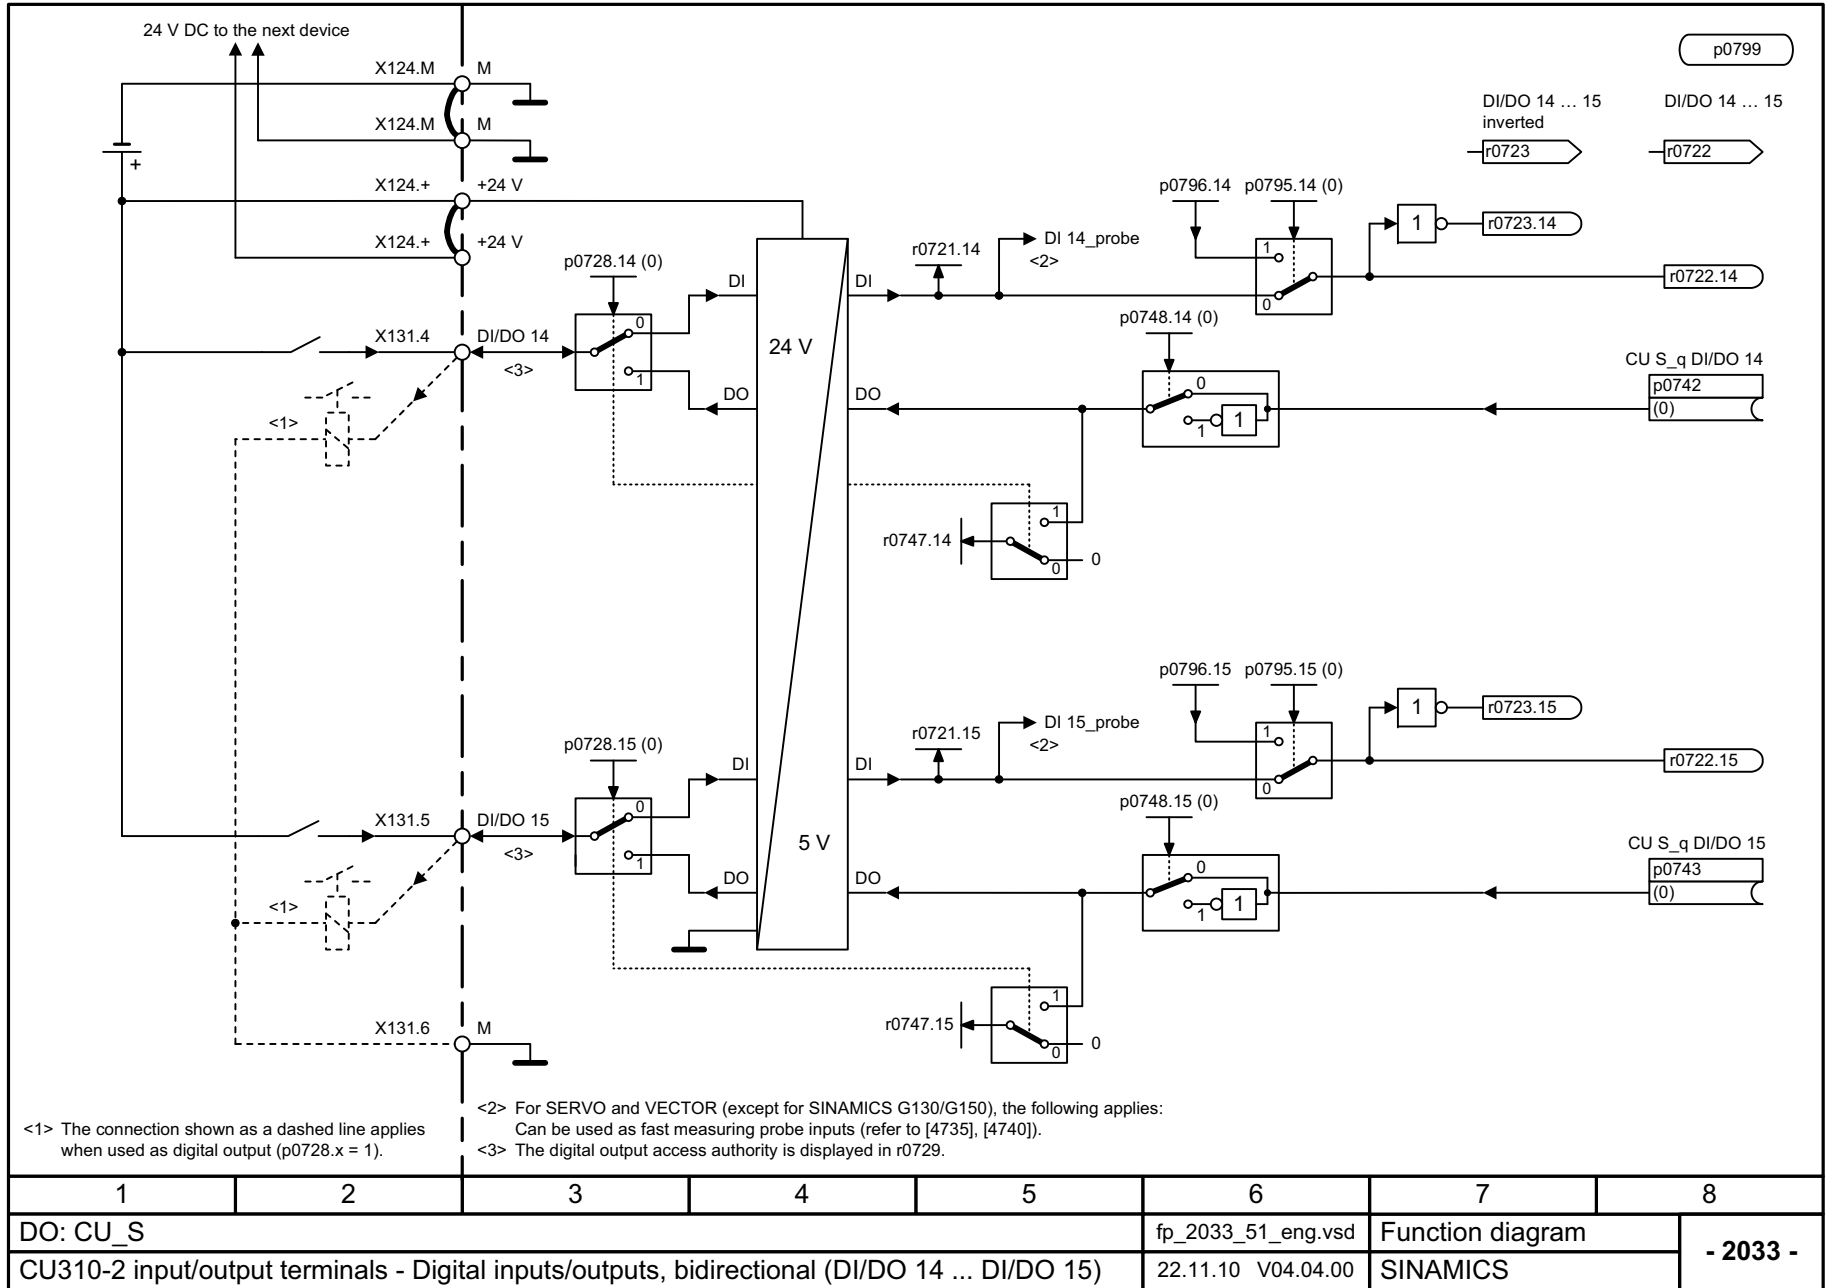 24 V DC to the next device
p0799
X124.M M
DI/DO 14 … 15 inverted
DI/DO 14 … 15
X124.M M
r0723
r0722
+
X124.+ +24 V
p0796.14 p0795.14 (0)
1 r0723.14
X124.+ +24 V
p0728.14 (0)
r0721.14
DI 14_probe
<2>
1
0
r0722.14
DI DI
p0748.14 (0)
X131.4 DI/DO 14
<3>
0
1
24 V
CU S_q DI/DO 14
p0742
(0)
DO DO
0
1
1
<1>
r0747.14
1
0
0
p0796.15 p0795.15 (0)
1 r0723.15
p0728.15 (0)
r0721.15
DI 15_probe
<2>
1
0
r0722.15
DI DI
p0748.15 (0)
X131.5 DI/DO 15
<3>
0
1
5 V
CU S_q DI/DO 15
p0743
(0)
DO DO
0
1
1
<1>
r0747.15
1
0
0
X131.6 M
<1> The connection shown as a dashed line applies
when used as digital output (p0728.x = 1).
<2> For SERVO and VECTOR (except for SINAMICS G130/G150), the following applies:
Can be used as fast measuring probe inputs (refer to [4735], [4740]).
<3> The digital output access authority is displayed in r0729.
1 2 3 4 5 6 7 8
DO: CU_S fp_2033_51_eng.vsd Function diagram
- 2033 -
CU310-2 input/output terminals - Digital inputs/outputs, bidirectional (DI/DO 14 ... DI/DO 15) 22.11.10 V04.04.00 SINAMICS